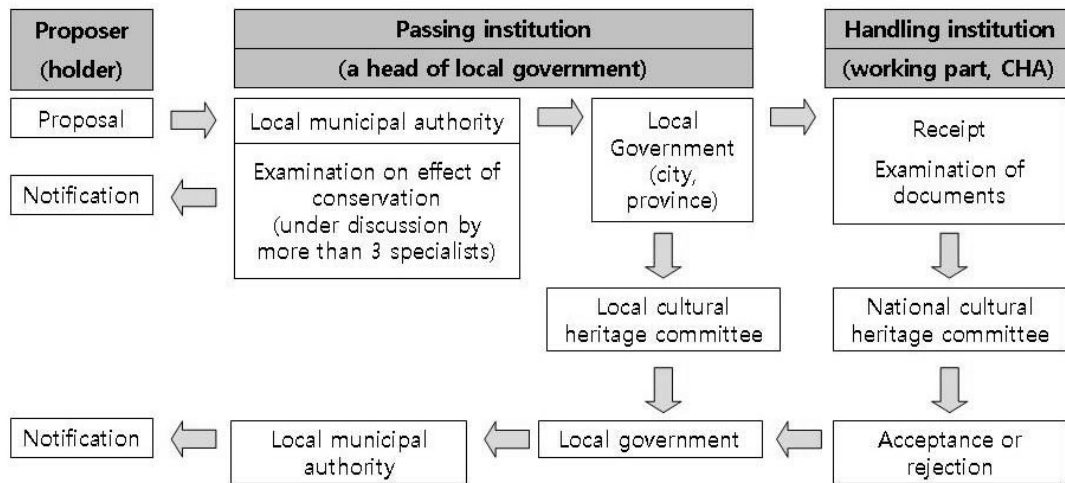 Proposer
(holder)
Passing institution
(a head of local government)
Handling institution
(working part, CHA)
Proposal
Local municipal authority
Local
Government
(city,
province)
Receipt
Examination of
documents
Notification
Examination on effect of
conservation
(under discussion by
more than 3 specialists)
Local cultural
heritage committee
National cultural
heritage committee
Notification
Local municipal
authority
Local government
Acceptance or
rejection